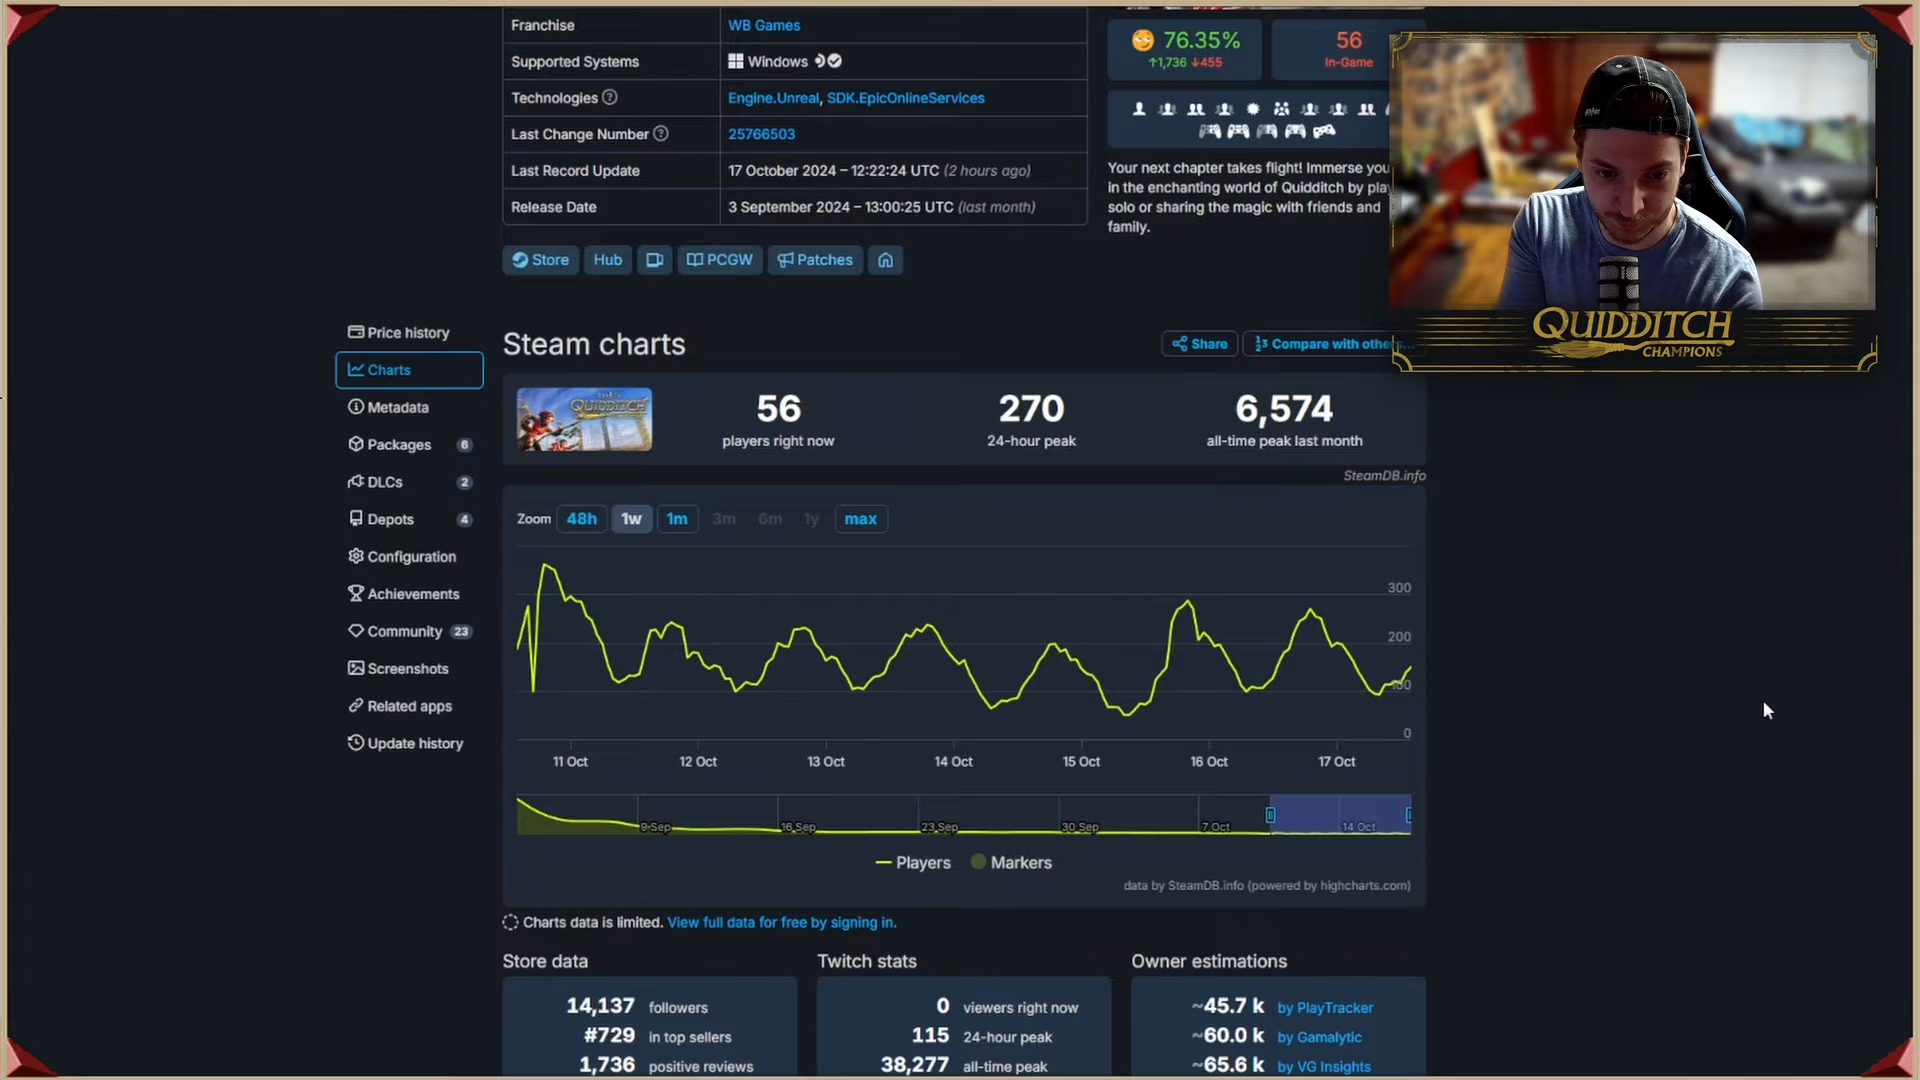 Franchise WB Games
Supported Systems Windows
Technologies Engine.Unreal, SDK.EpicOnlineServices
Last Change Number 25766503
Last Record Update 17 October 2024 – 12:22:24 UTC (2 hours ago)
Release Date 3 September 2024 – 13:00:25 UTC (last month)
76.35%
↑1,736 ↓455
56
In-Game
Your next chapter takes flight! Immerse you
in the enchanting world of Quidditch by pla
solo or sharing the magic with friends and
family.
Store Hub PCGW Patches
QUIDDITCH
CHAMPIONS
Price history
Charts
Metadata
Packages 6
DLCs 2
Depots 4
Configuration
Achievements
Community 23
Screenshots
Related apps
Update history
Steam charts
Share Compare with others...
QUIDDITCH
56 270 6,574
players right now 24-hour peak all-time peak last month
SteamDB.info
Zoom 48h 1w 1m 3m 6m 1y max
300
200
100
0
11 Oct 12 Oct 13 Oct 14 Oct 15 Oct 16 Oct 17 Oct
9 Sep 16 Sep 23 Sep 30 Sep 7 Oct 14 Oct
Players Markers
data by SteamDB.info (powered by highcharts.com)
Charts data is limited. View full data for free by signing in.
Store data
14,137 followers
#729 in top sellers
1,736 positive reviews
Twitch stats
0 viewers right now
115 24-hour peak
38,277 all-time peak
Owner estimations
~45.7 k by PlayTracker
~60.0 k by Gamalytic
~65.6 k by VG Insights